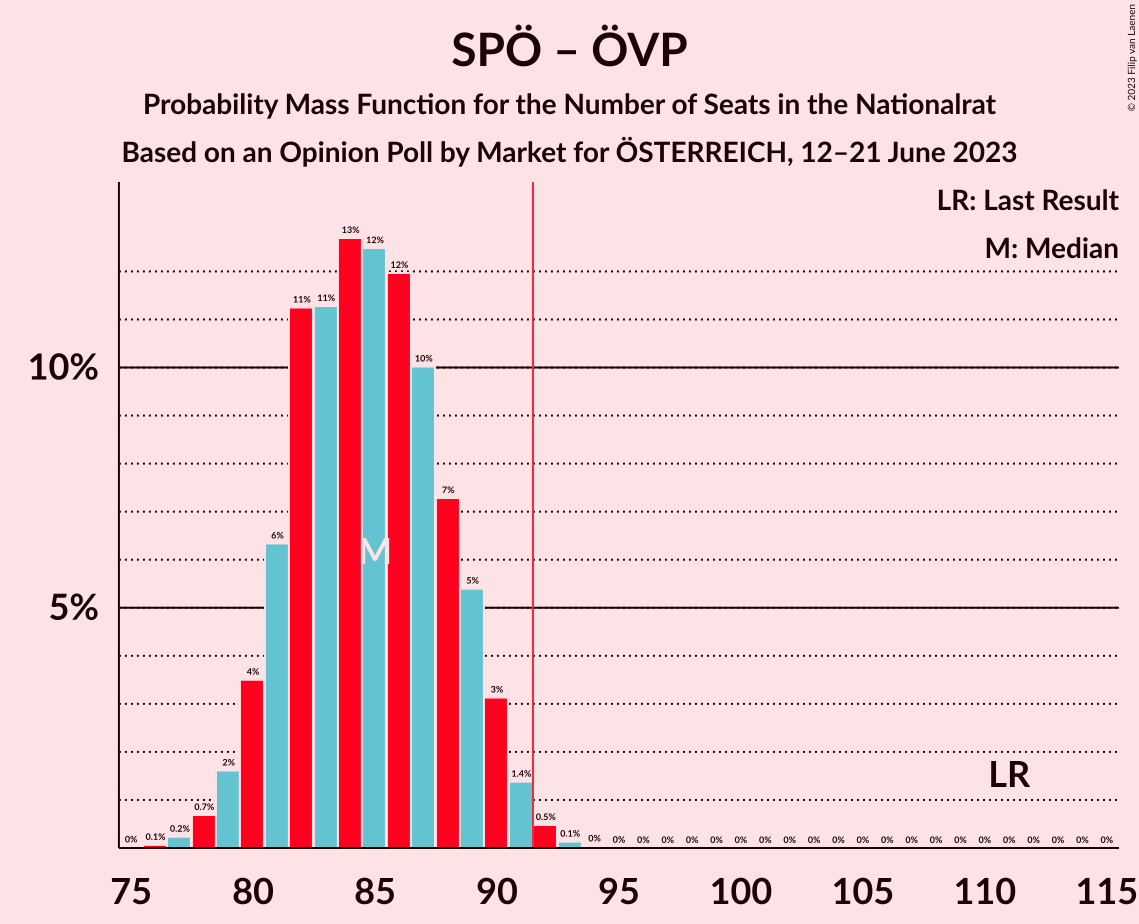 SPÖ – ÖVP
Probability Mass Function for the Number of Seats in the Nationalrat
Based on an Opinion Poll by Market for ÖSTERREICH, 12–21 June 2023
© 2023 Filip van Laenen
LR: Last Result
M: Median
10%
5%
0% 0.1% 0.2% 0.7% 2% 4% 6% 11% 11% 13% 12% 12% 10% 7% 5% 3% 1.4% 0.5% 0.1% 0% 0% 0% 0% 0% 0% 0% 0% 0% 0% 0% 0% 0% 0% 0% 0% 0% 0% 0% 0% 0% 0%
M
LR
75 80 85 90 95 100 105 110 115